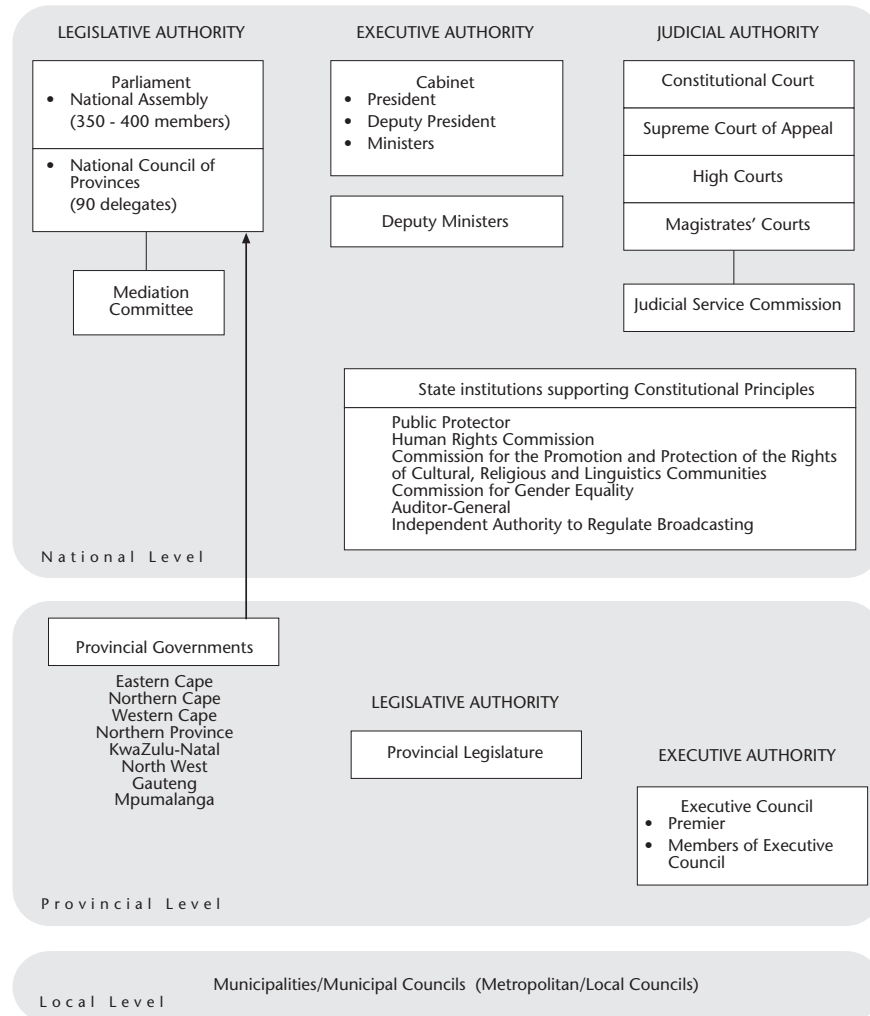 LEGISLATIVE AUTHORITY
Parliament
• National Assembly
(350 - 400 members)
• National Council of
Provinces
(90 delegates)
Mediation
Committee
EXECUTIVE AUTHORITY
Cabinet
• President
• Deputy President
• Ministers
Deputy Ministers
JUDICIAL AUTHORITY
Constitutional Court
Supreme Court of Appeal
High Courts
Magistrates' Courts
Judicial Service Commission
State institutions supporting Constitutional Principles
Public Protector
Human Rights Commission
Commission for the Promotion and Protection of the Rights
of Cultural, Religious and Linguistics Communities
Commission for Gender Equality
Auditor-General
Independent Authority to Regulate Broadcasting
National Level
Provincial Governments
Eastern Cape
Northern Cape
Western Cape
Northern Province
KwaZulu-Natal
North West
Gauteng
Mpumalanga
LEGISLATIVE AUTHORITY
Provincial Legislature
EXECUTIVE AUTHORITY
Executive Council
• Premier
• Members of Executive
Council
Provincial Level
Municipalities/Municipal Councils (Metropolitan/Local Councils)
Local Level